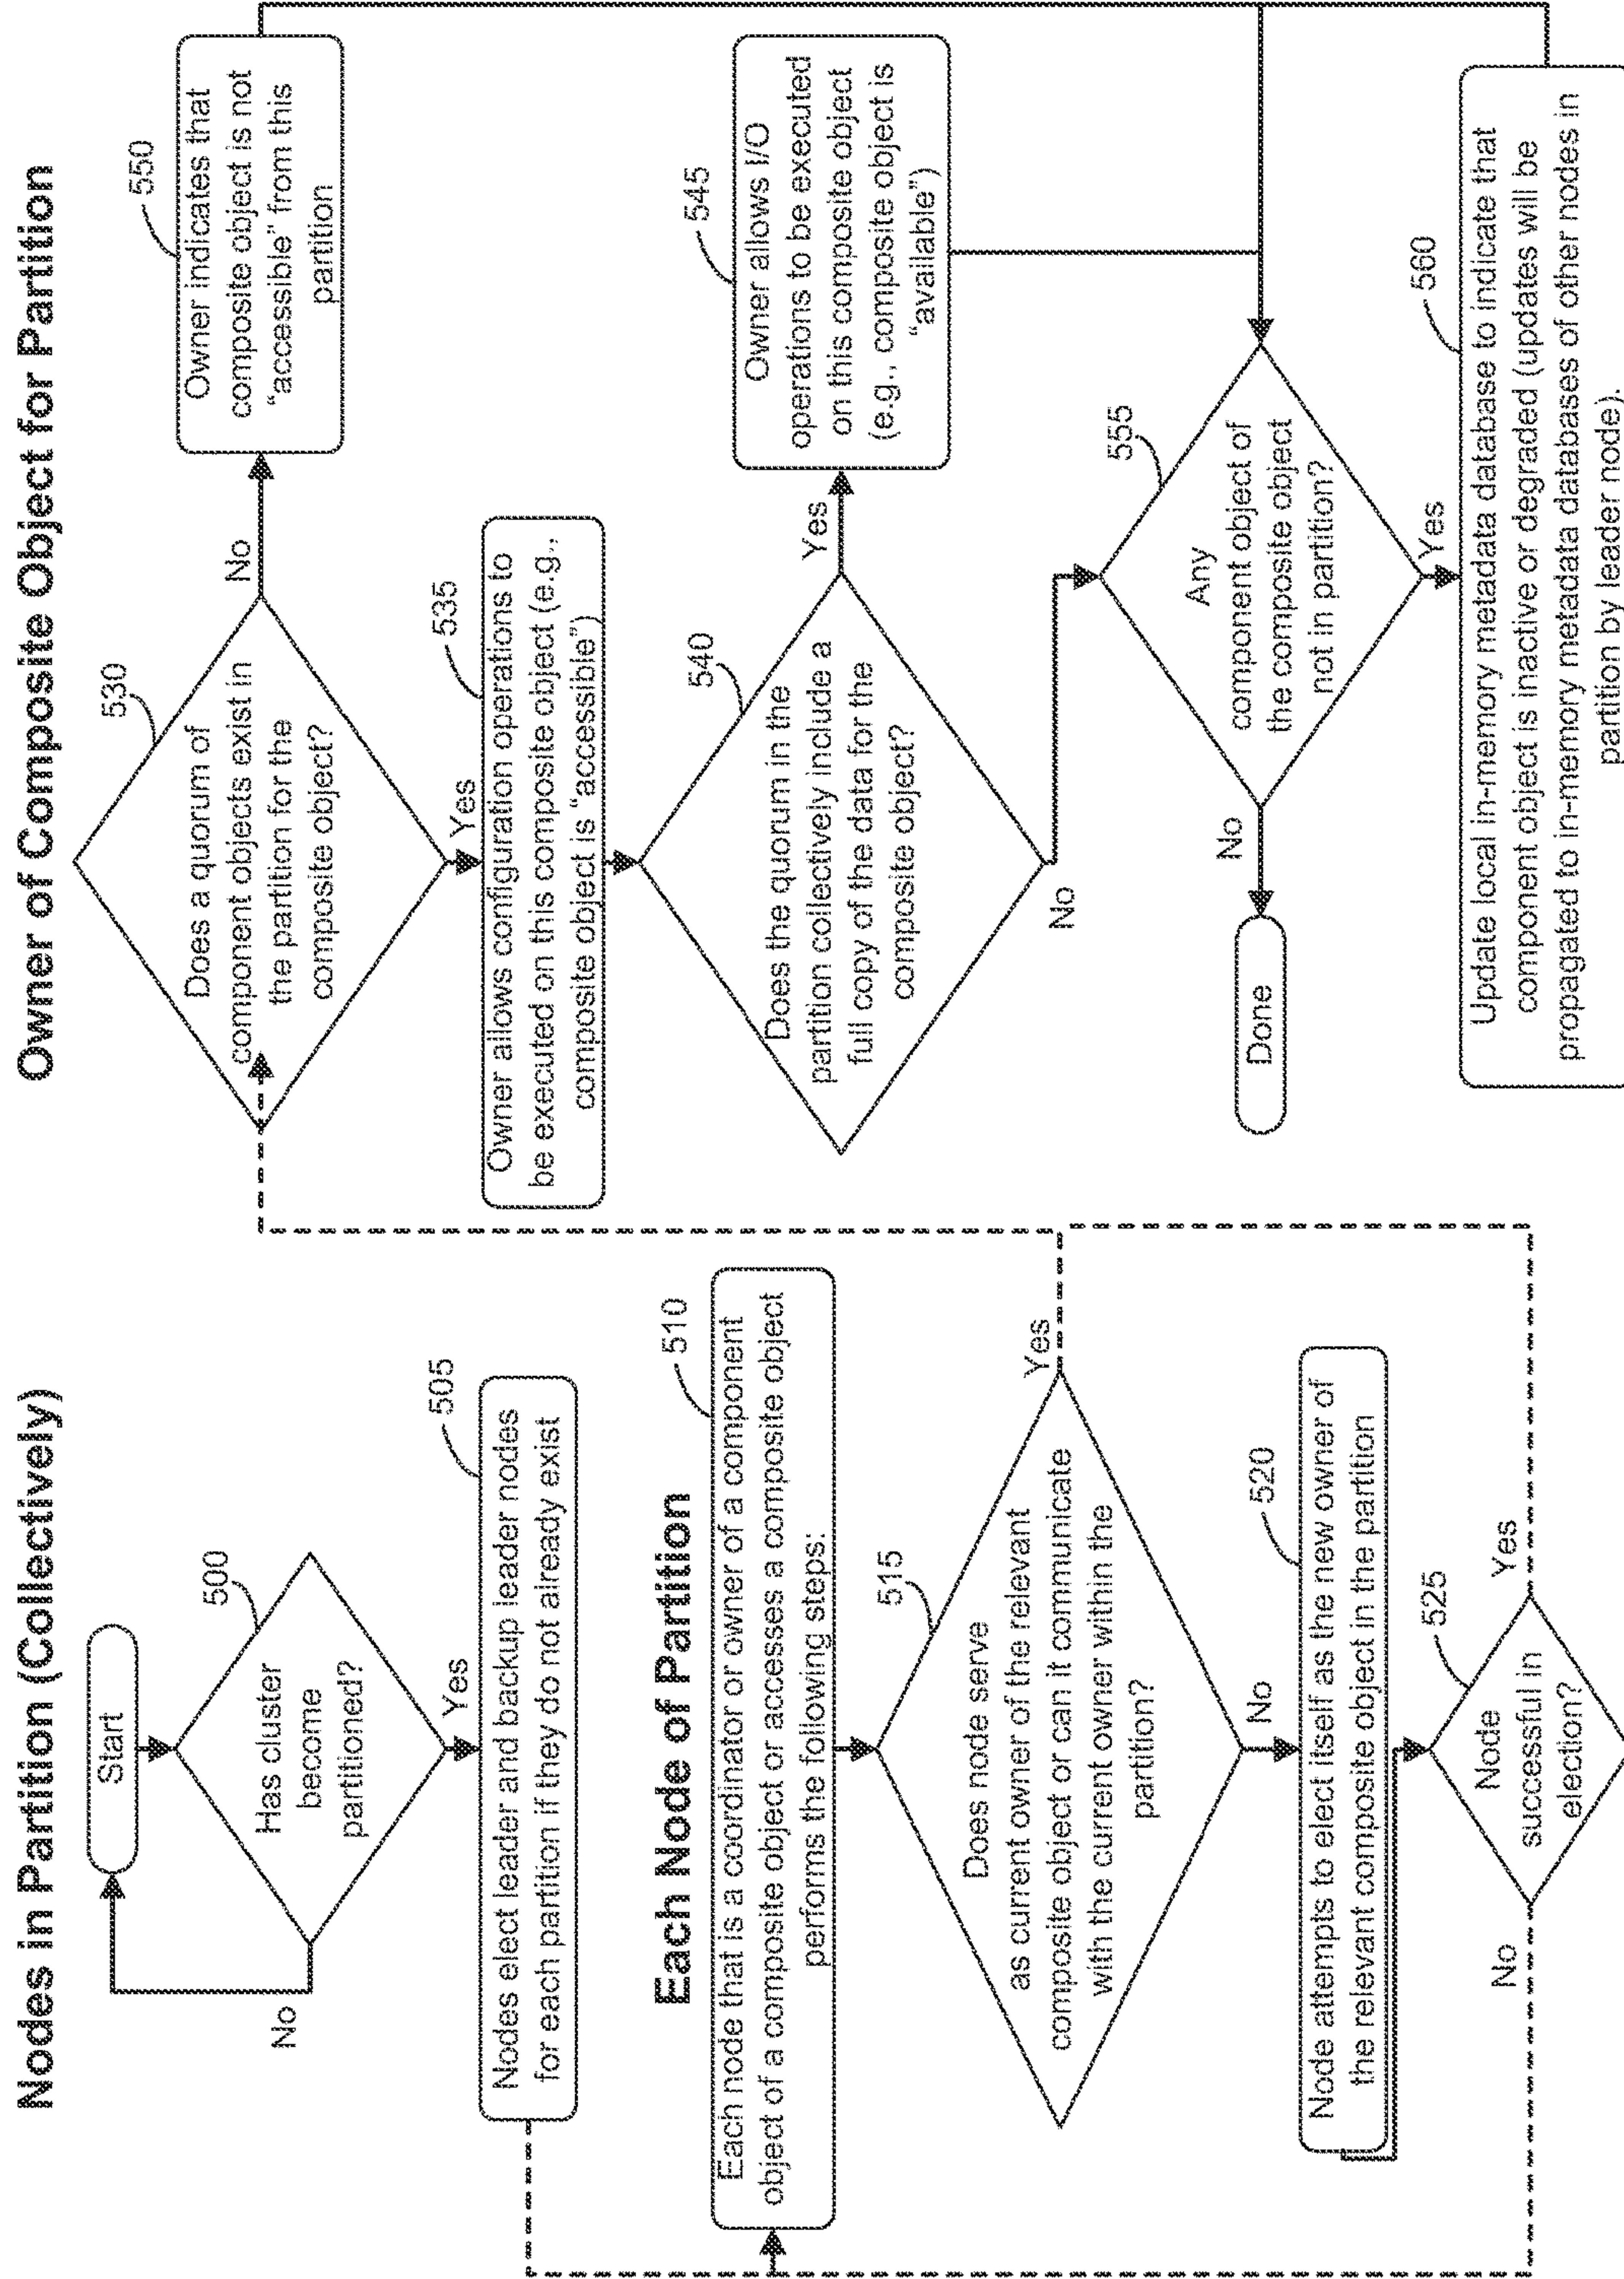 Nodes in Partition (Collectively)
Start
500
Has cluster
become
partitioned?
No
Yes
505
Nodes elect leader and backup leader nodes
for each partition if they do not already exist
Each Node of Partition
510
Each node that is a coordinator or owner of a component
object of a composite object or accesses a composite object
performs the following steps:
515
Does node serve
as current owner of the relevant
composite object or can it communicate
with the current owner within the
partition?
Yes
No
520
Node attempts to elect itself as the new owner of
the relevant composite object in the partition
525
Node
successful in
election?
No
Yes
Owner of Composite Object for Partition
530
Does a quorum of
component objects exist in
the partition for the
composite object?
No
550
Owner indicates that
composite object is not
“accessible” from this
partition
Yes
535
Owner allows configuration operations to
be executed on this composite object (e.g.,
composite object is “accessible”)
540
Does the quorum in the
partition collectively include a
full copy of the data for the
composite object?
Yes
545
Owner allows I/O
operations to be executed
on this composite object
(e.g., composite object is
“available”)
No
555
Any
component object of
the composite object
not in partition?
No
Done
Yes
560
Update local in-memory metadata database to indicate that
component object is inactive or degraded (updates will be
propagated to in-memory metadata databases of other nodes in
partition by leader node).